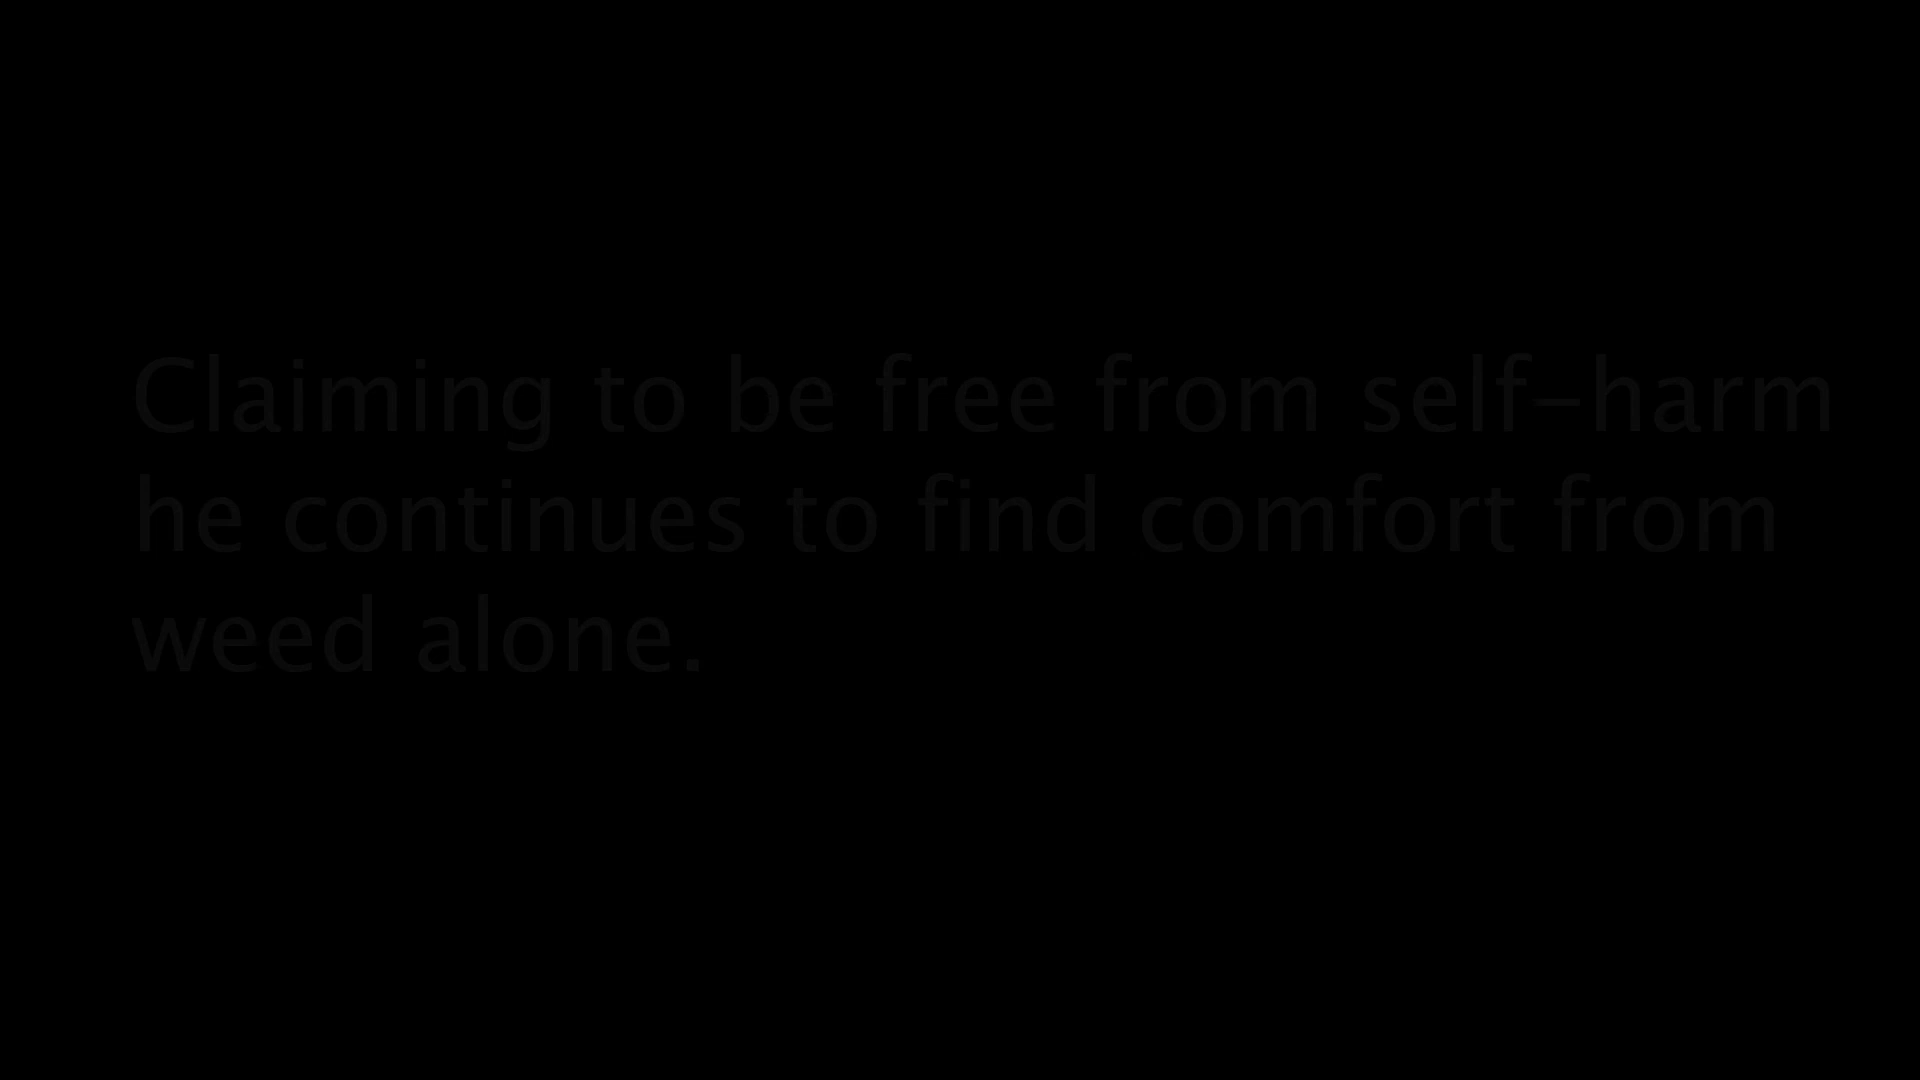 Claiming to be free from self-harm
he continues to find comfort from
weed alone.